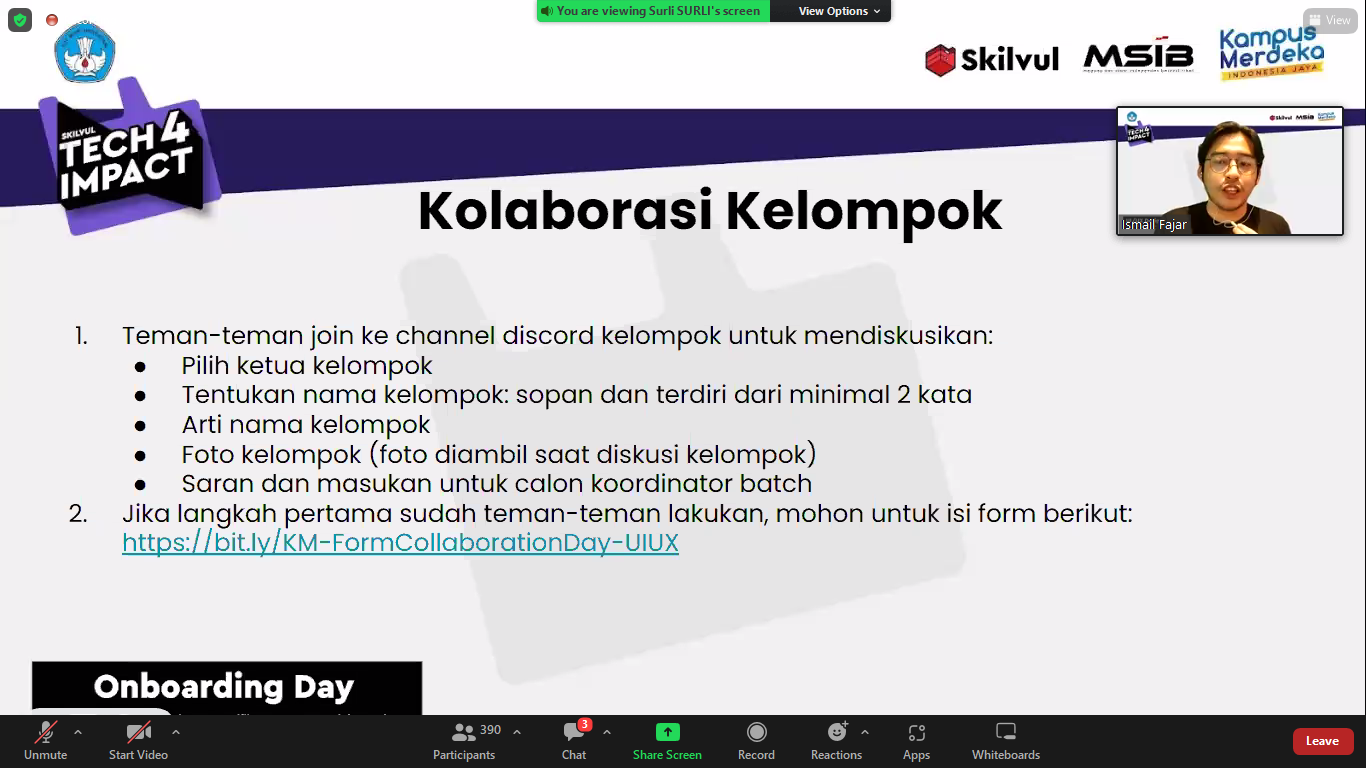 You are viewing Surli SURLI's screen
View Options
View
Skilvul
MSIB
Kampus
Merdeka
INDONESIA JAYA
SKILVUL
TECH 4
IMPACT
Kolaborasi Kelompok
Ismail Fajar
1. Teman-teman join ke channel discord kelompok untuk mendiskusikan:
● Pilih ketua kelompok
● Tentukan nama kelompok: sopan dan terdiri dari minimal 2 kata
● Arti nama kelompok
● Foto kelompok (foto diambil saat diskusi kelompok)
● Saran dan masukan untuk calon koordinator batch
2. Jika langkah pertama sudah teman-teman lakukan, mohon untuk isi form berikut:
https://bit.ly/KM-FormCollaborationDay-UIUX
Onboarding Day
Unmute
Start Video
390
Participants
3
Chat
Share Screen
Record
Reactions
Apps
Whiteboards
Leave